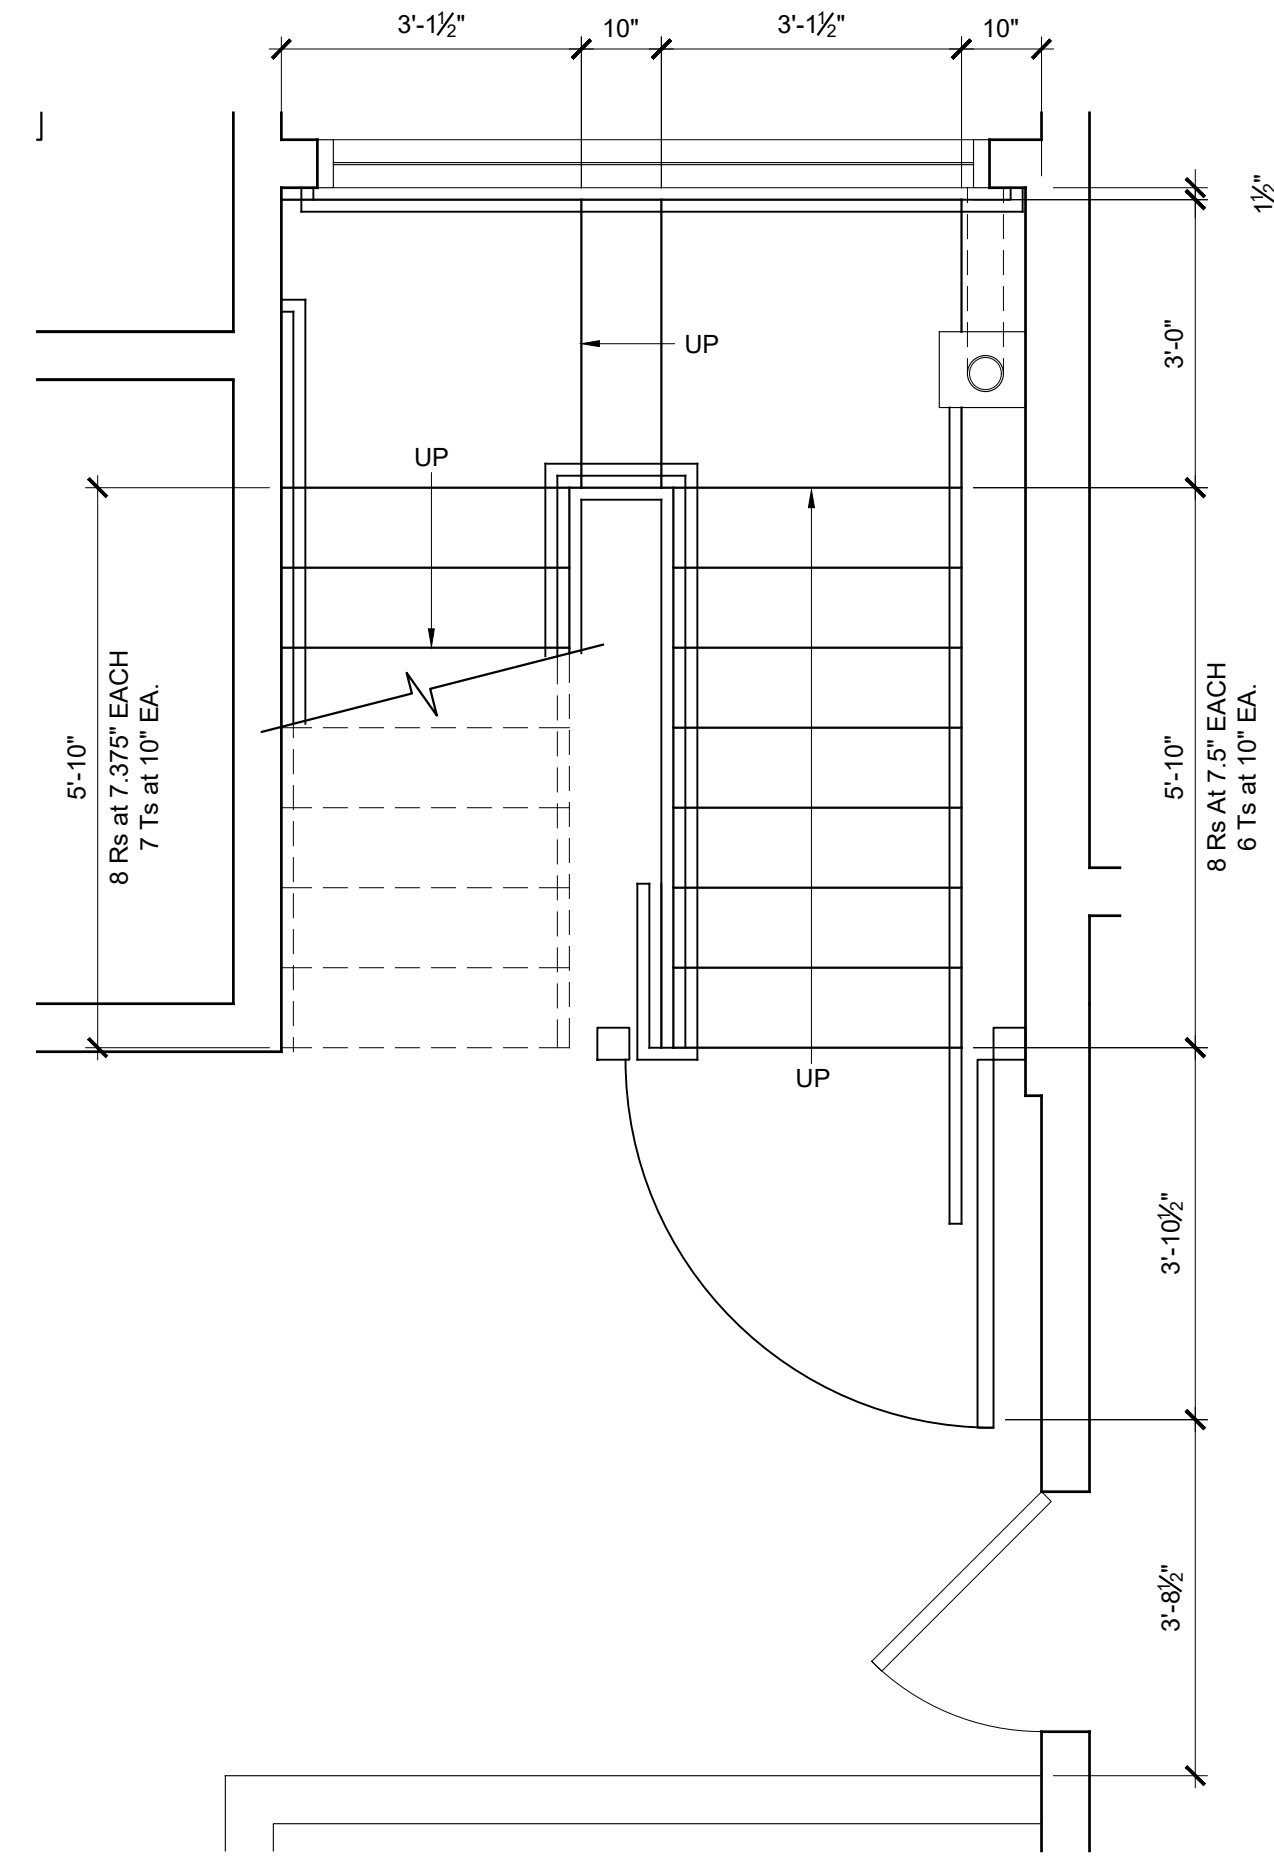 3'-1½"
10"
3'-1½"
10"
1½"
3'-0"
UP
UP
5'-10"
8 Rs at 7.375" EACH
7 Ts at 10" EA.
5'-10"
8 Rs At 7.5" EACH
6 Ts at 10" EA.
UP
3'-10½"
3'-8½"